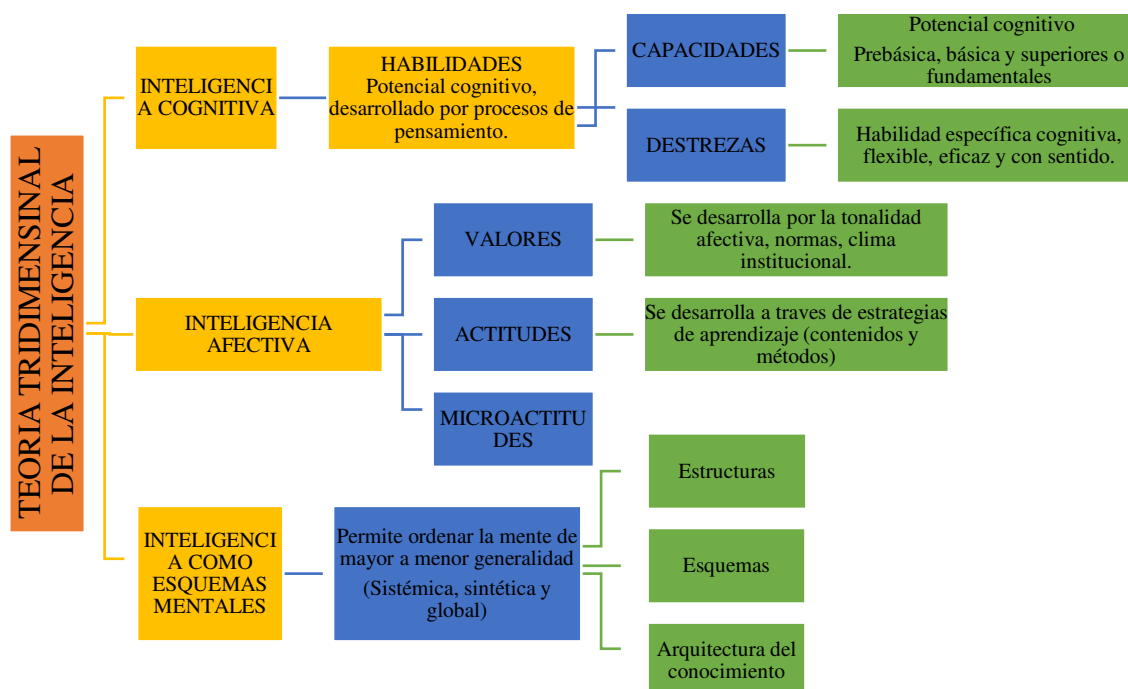 TEORIA TRIDIMENSINAL
DE LA INTELIGENCIA
INTELIGENCI
A COGNITIVA
HABILIDADES
Potencial cognitivo,
desarrollado por procesos de
pensamiento.
CAPACIDADES
Potencial cognitivo
Prebásica, básica y superiores o
fundamentales
DESTREZAS
Habilidad específica cognitiva,
flexible, eficaz y con sentido.
INTELIGENCIA
AFECTIVA
VALORES
Se desarrolla por la tonalidad
afectiva, normas, clima
institucional.
ACTITUDES
Se desarrolla a traves de estrategias
de aprendizaje (contenidos y
métodos)
MICROACTITU
DES
INTELIGENCI
A COMO
ESQUEMAS
MENTALES
Permite ordenar la mente de
mayor a menor generalidad
(Sistémica, sintética y
global)
Estructuras
Esquemas
Arquitectura del
conocimiento